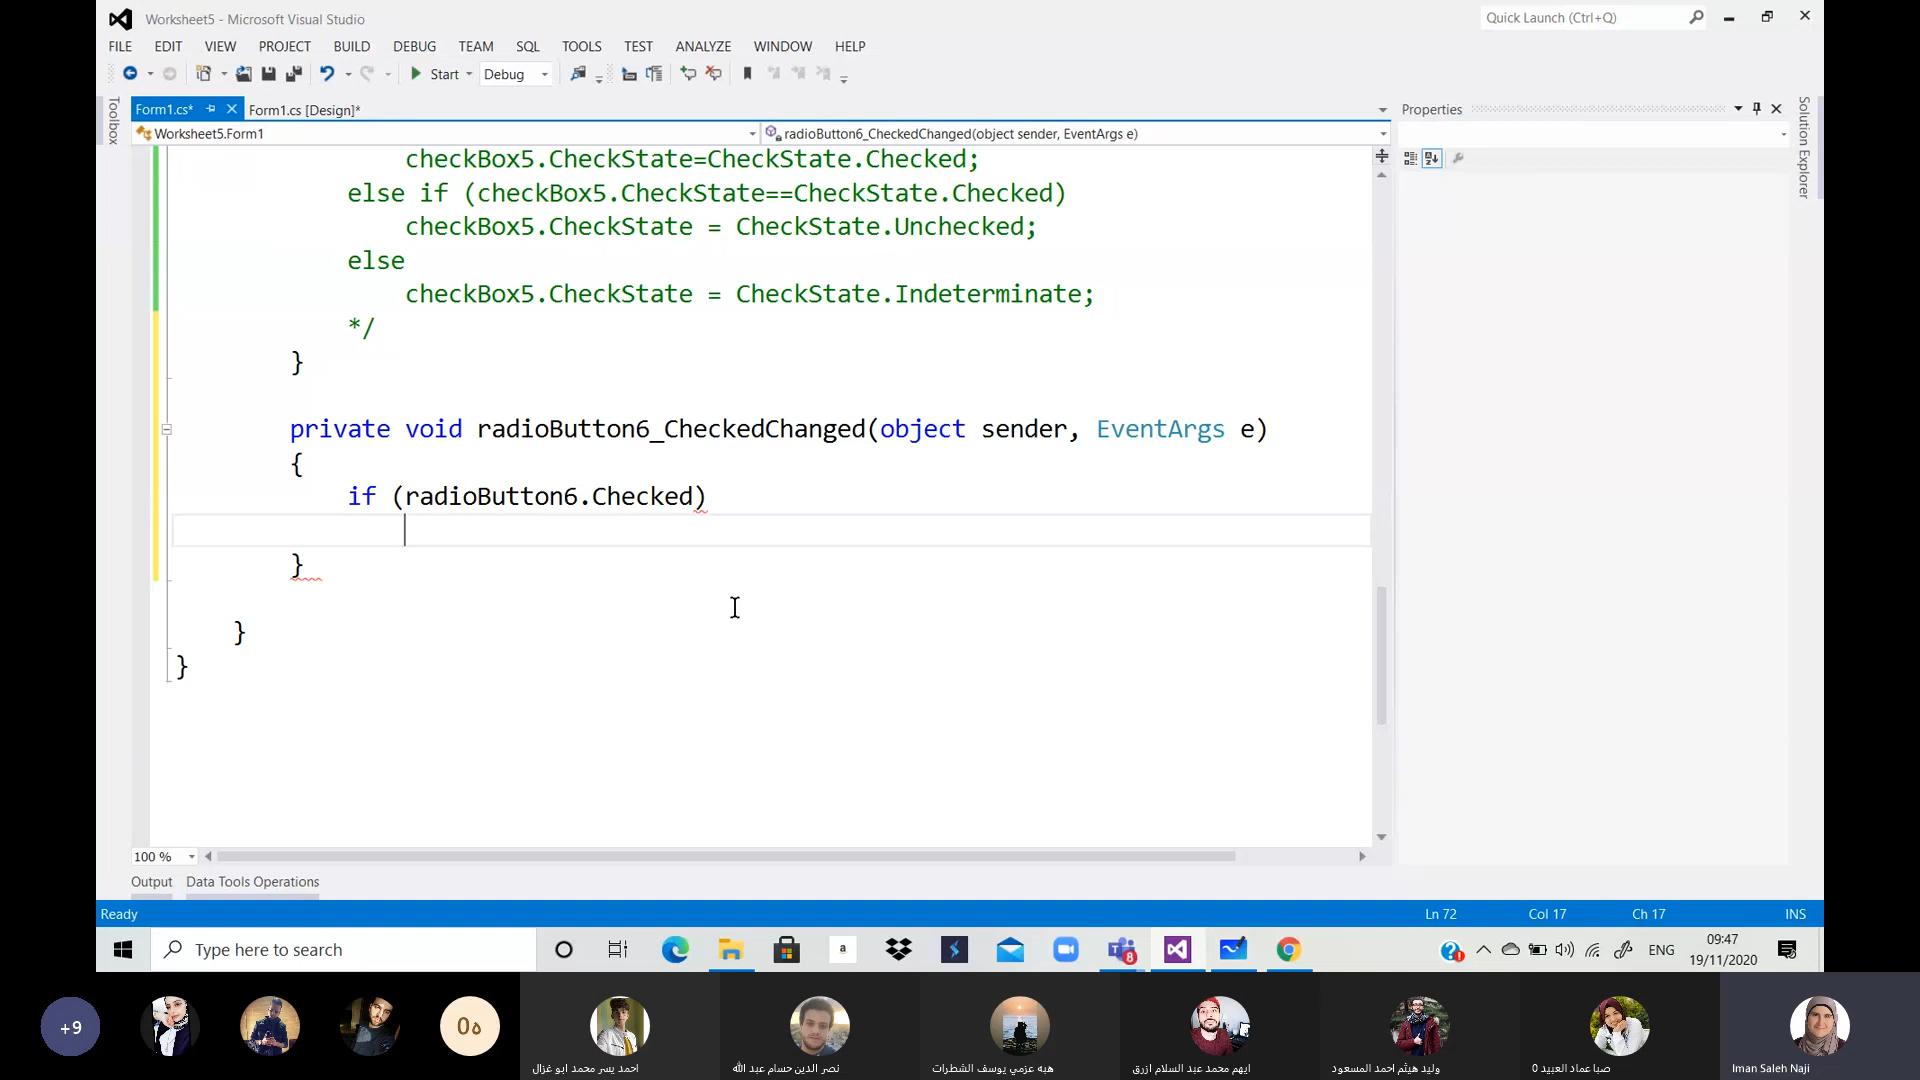 Worksheet5 - Microsoft Visual Studio
Quick Launch (Ctrl+Q)
FILE EDIT VIEW PROJECT BUILD DEBUG TEAM SQL TOOLS TEST ANALYZE WINDOW HELP
Start Debug
Toolbox
Form1.cs*
Form1.cs [Design]*
Properties
Solution Explorer
Worksheet5.Form1
radioButton6_CheckedChanged(object sender, EventArgs e)
checkBox5.CheckState=CheckState.Checked;
else if (checkBox5.CheckState==CheckState.Checked)
checkBox5.CheckState = CheckState.Unchecked;
else
checkBox5.CheckState = CheckState.Indeterminate;
*/
}
private void radioButton6_CheckedChanged(object sender, EventArgs e)
{
if (radioButton6.Checked)
}
}
}
100 %
Output Data Tools Operations
Ready
Ln 72 Col 17 Ch 17 INS
Type here to search
a
8
ENG
09:47
19/11/2020
+9
0ه
احمد يسر محمد ابو غزال
نصر الدين حسام عبد الله
هبه عزمي يوسف الشطرات
ايهم محمد عبد السلام ازرق
وليد هيثم احمد المسعود
صبا عماد العبيد 0
Iman Saleh Naji